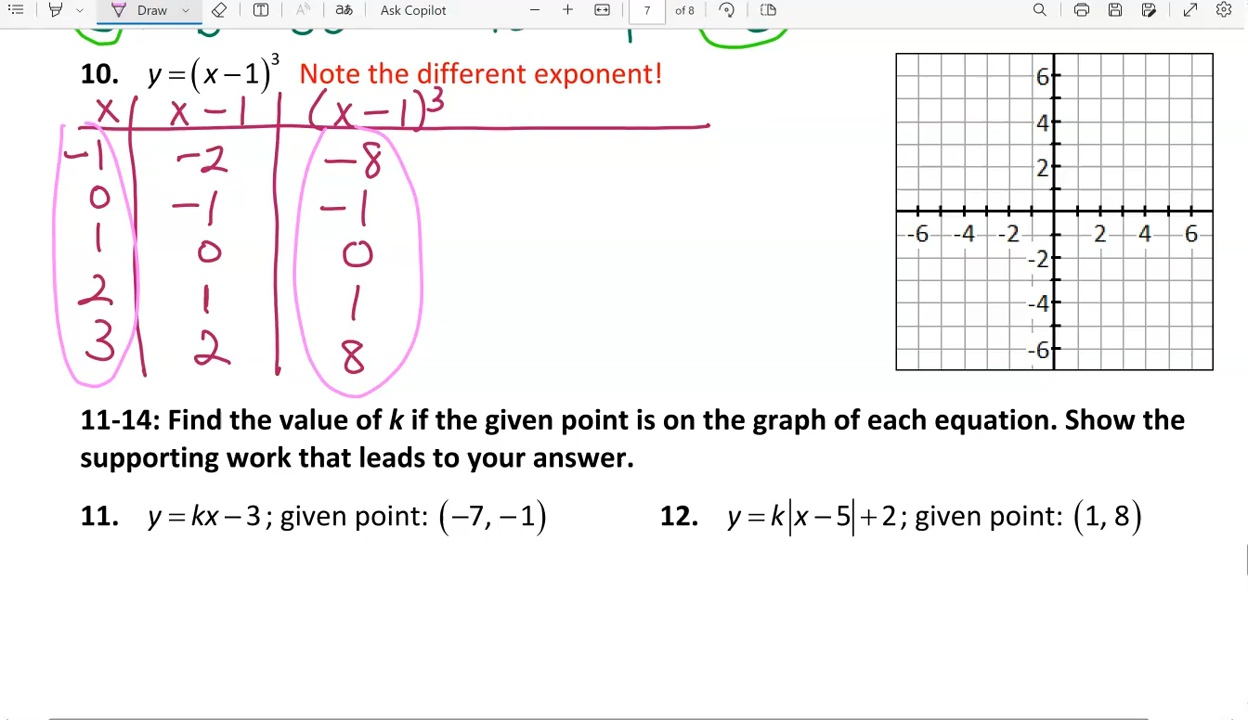 Draw A aあ Ask Copilot 7 of 8
10. y=(x−1)³ Note the different exponent!
x x−1 (x−1)³
−1 −2 −8
0 −1 −1
1 0 0
2 1 1
3 2 8
6
4
2
-6 -4 -2 2 4 6
-2
-4
-6
11-14: Find the value of k if the given point is on the graph of each equation. Show the
supporting work that leads to your answer.
11. y=kx−3; given point: (−7, −1)
12. y=k|x−5|+2; given point: (1, 8)